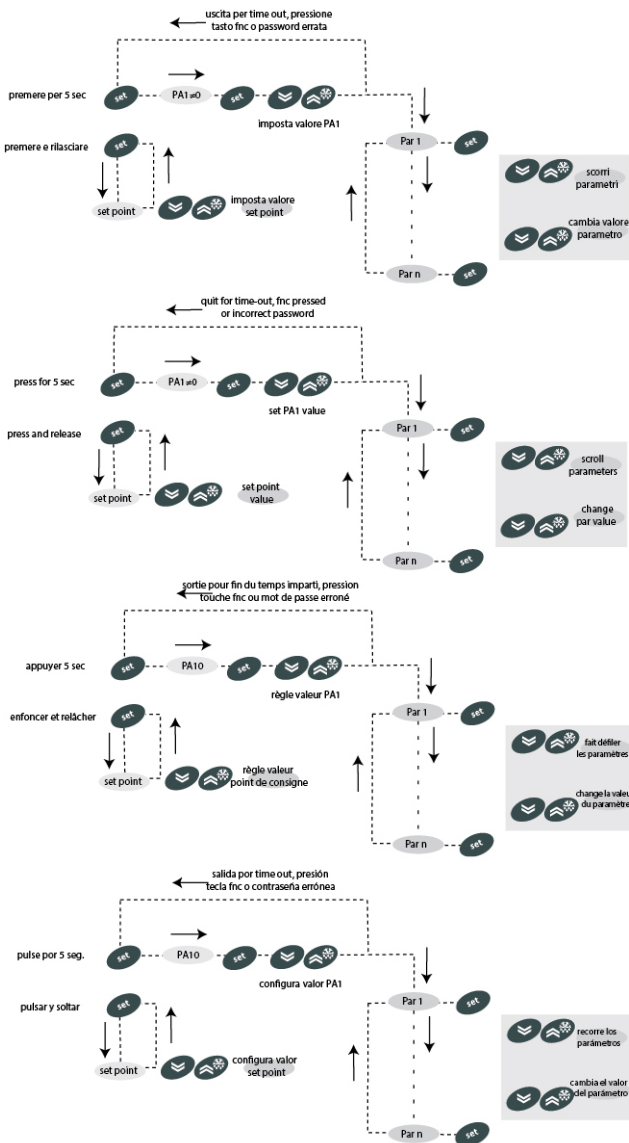 uscita per time out, pressione
tasto fnc o password errata
premere per 5 sec
set
PA1≠0
set
imposta valore PA1
premere e rilasciare
set
set point
imposta valore
set point
Par 1
set
Par n
set
scorri
parametri
cambia valore
parametro
quit for time-out, fnc pressed
or incorrect password
press for 5 sec
set
PA1≠0
set
set PA1 value
press and release
set
set point
set point
value
Par 1
set
Par n
set
scroll
parameters
change
par value
sortie pour fin du temps imparti, pression
touche fnc ou mot de passe erroné
appuyer 5 sec
set
PA10
set
règle valeur PA1
enfoncer et relâcher
set
set point
règle valeur
point de consigne
Par 1
set
Par n
set
fait défiler
les paramètres
change la valeur
du paramètre
salida por time out, presión
tecla fnc o contraseña errónea
pulse por 5 seg.
set
PA10
set
configura valor PA1
pulsar y soltar
set
set point
configura valor
set point
Par 1
set
Par n
set
recorre los
parámetros
cambia el valor
del parámetro